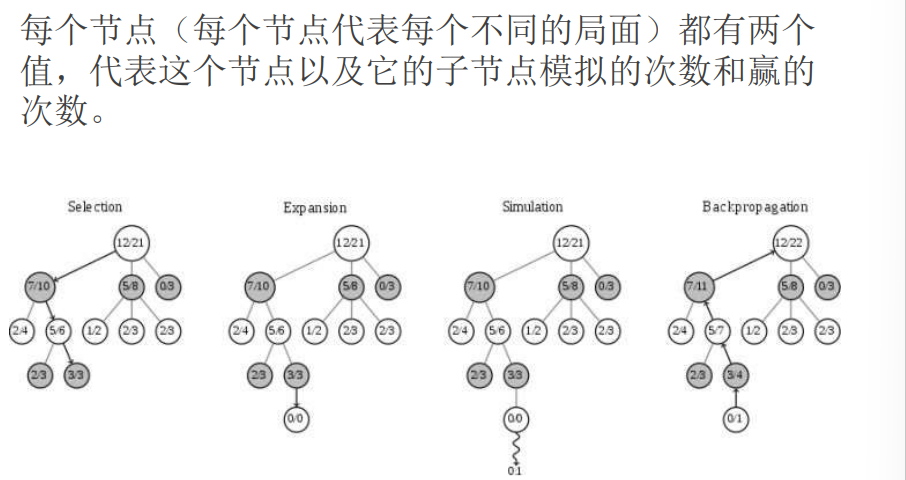 每个节点（每个节点代表每个不同的局面）都有两个
值，代表这个节点以及它的子节点模拟的次数和赢的
次数。
Selection Expansion Simulation Backpropagation
12/21 12/21 12/21 12/22
7/10 5/8 0/3 7/10 5/8 0/3 7/10 5/8 0/3 7/11 5/8 0/3
2/4 5/6 1/2 2/3 2/3 2/4 5/6 1/2 2/3 2/3 2/4 5/6 1/2 2/3 2/3 2/4 5/7 1/2 2/3 2/3
2/3 3/3 2/3 3/3 2/3 3/3 2/3 3/4
0/0 0/0 0/1
0:1